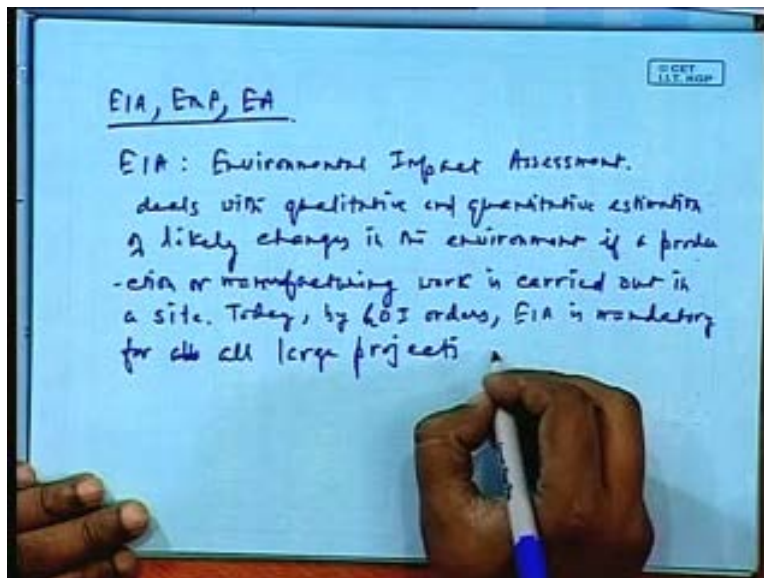 © CET
I.I.T. KGP
EIA, EMP, EA
EIA : Environmental Impact Assessment.
deals with qualitative and quantitative estimation
of likely changes in the environment if a produ
-ction or manufacturing work is carried out in
a site. Today, by GOI orders, EIA is mandatory
for all large projects